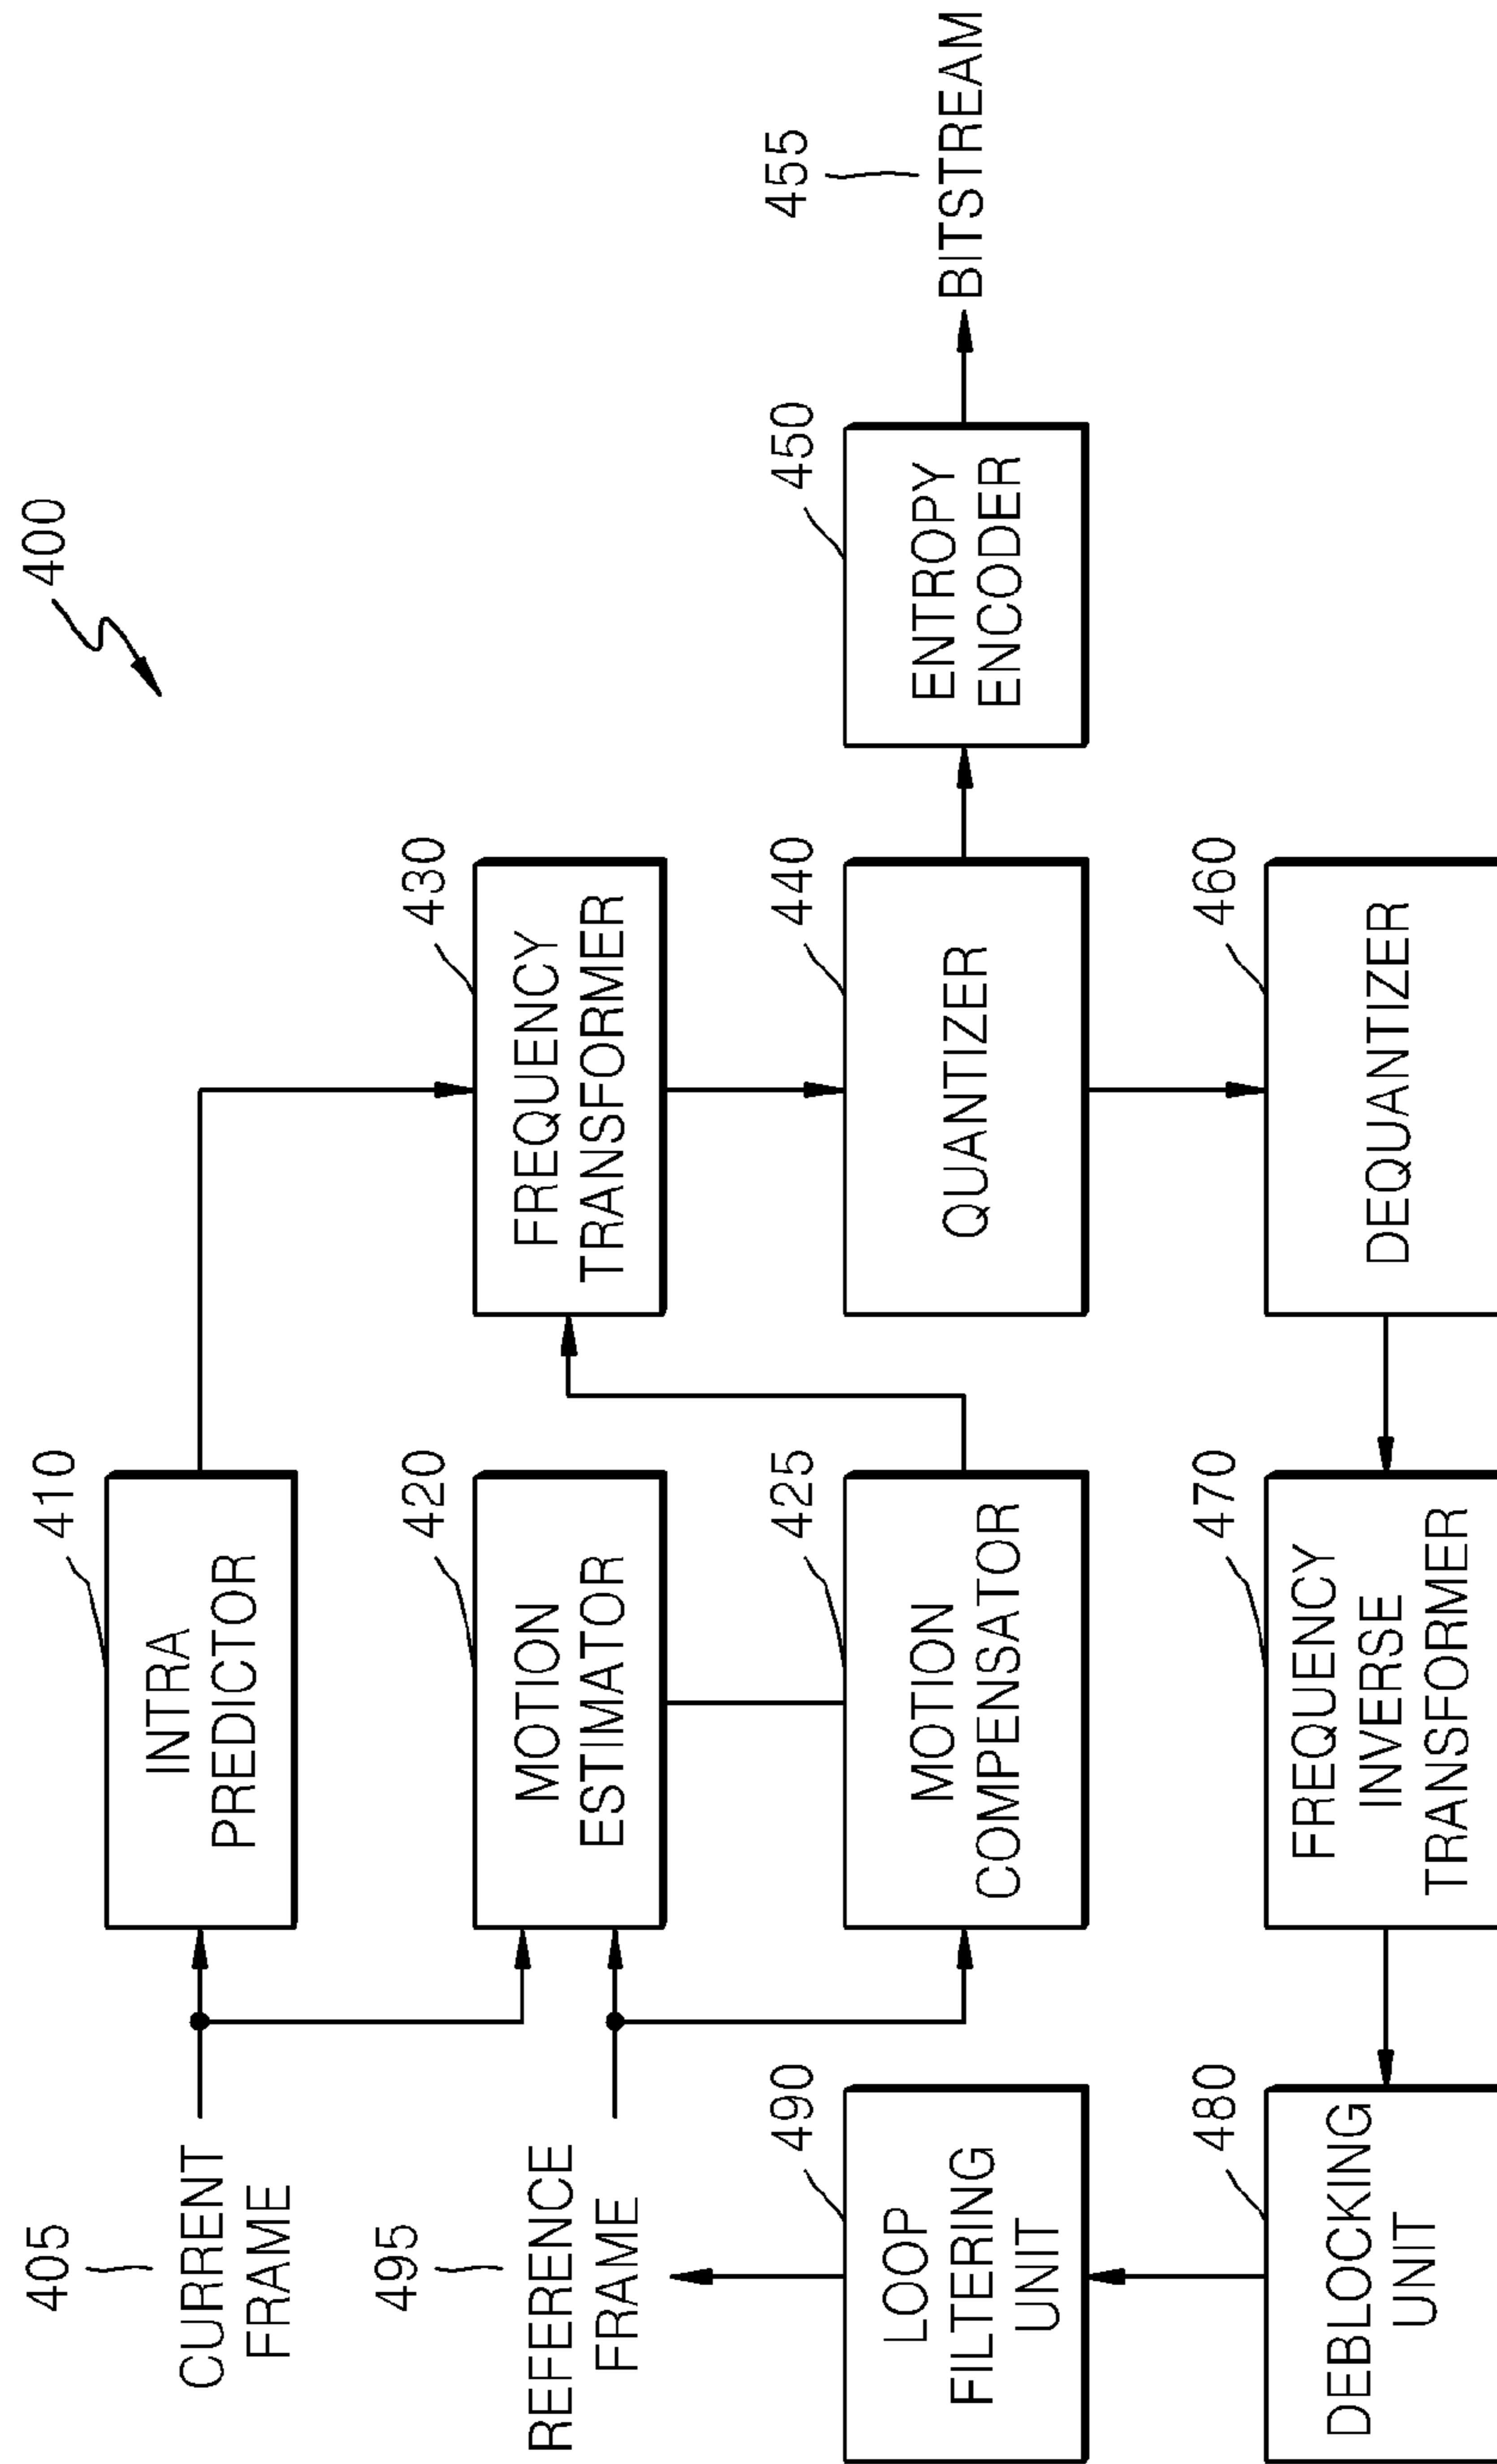 400
405
CURRENT
FRAME
410
INTRA
PREDICTOR
495
REFERENCE
FRAME
420
MOTION
ESTIMATOR
430
FREQUENCY
TRANSFORMER
490
LOOP
FILTERING
UNIT
425
MOTION
COMPENSATOR
440
QUANTIZER
450
ENTROPY
ENCODER
455
BITSTREAM
480
DEBLOCKING
UNIT
470
FREQUENCY
INVERSE
TRANSFORMER
460
DEQUANTIZER